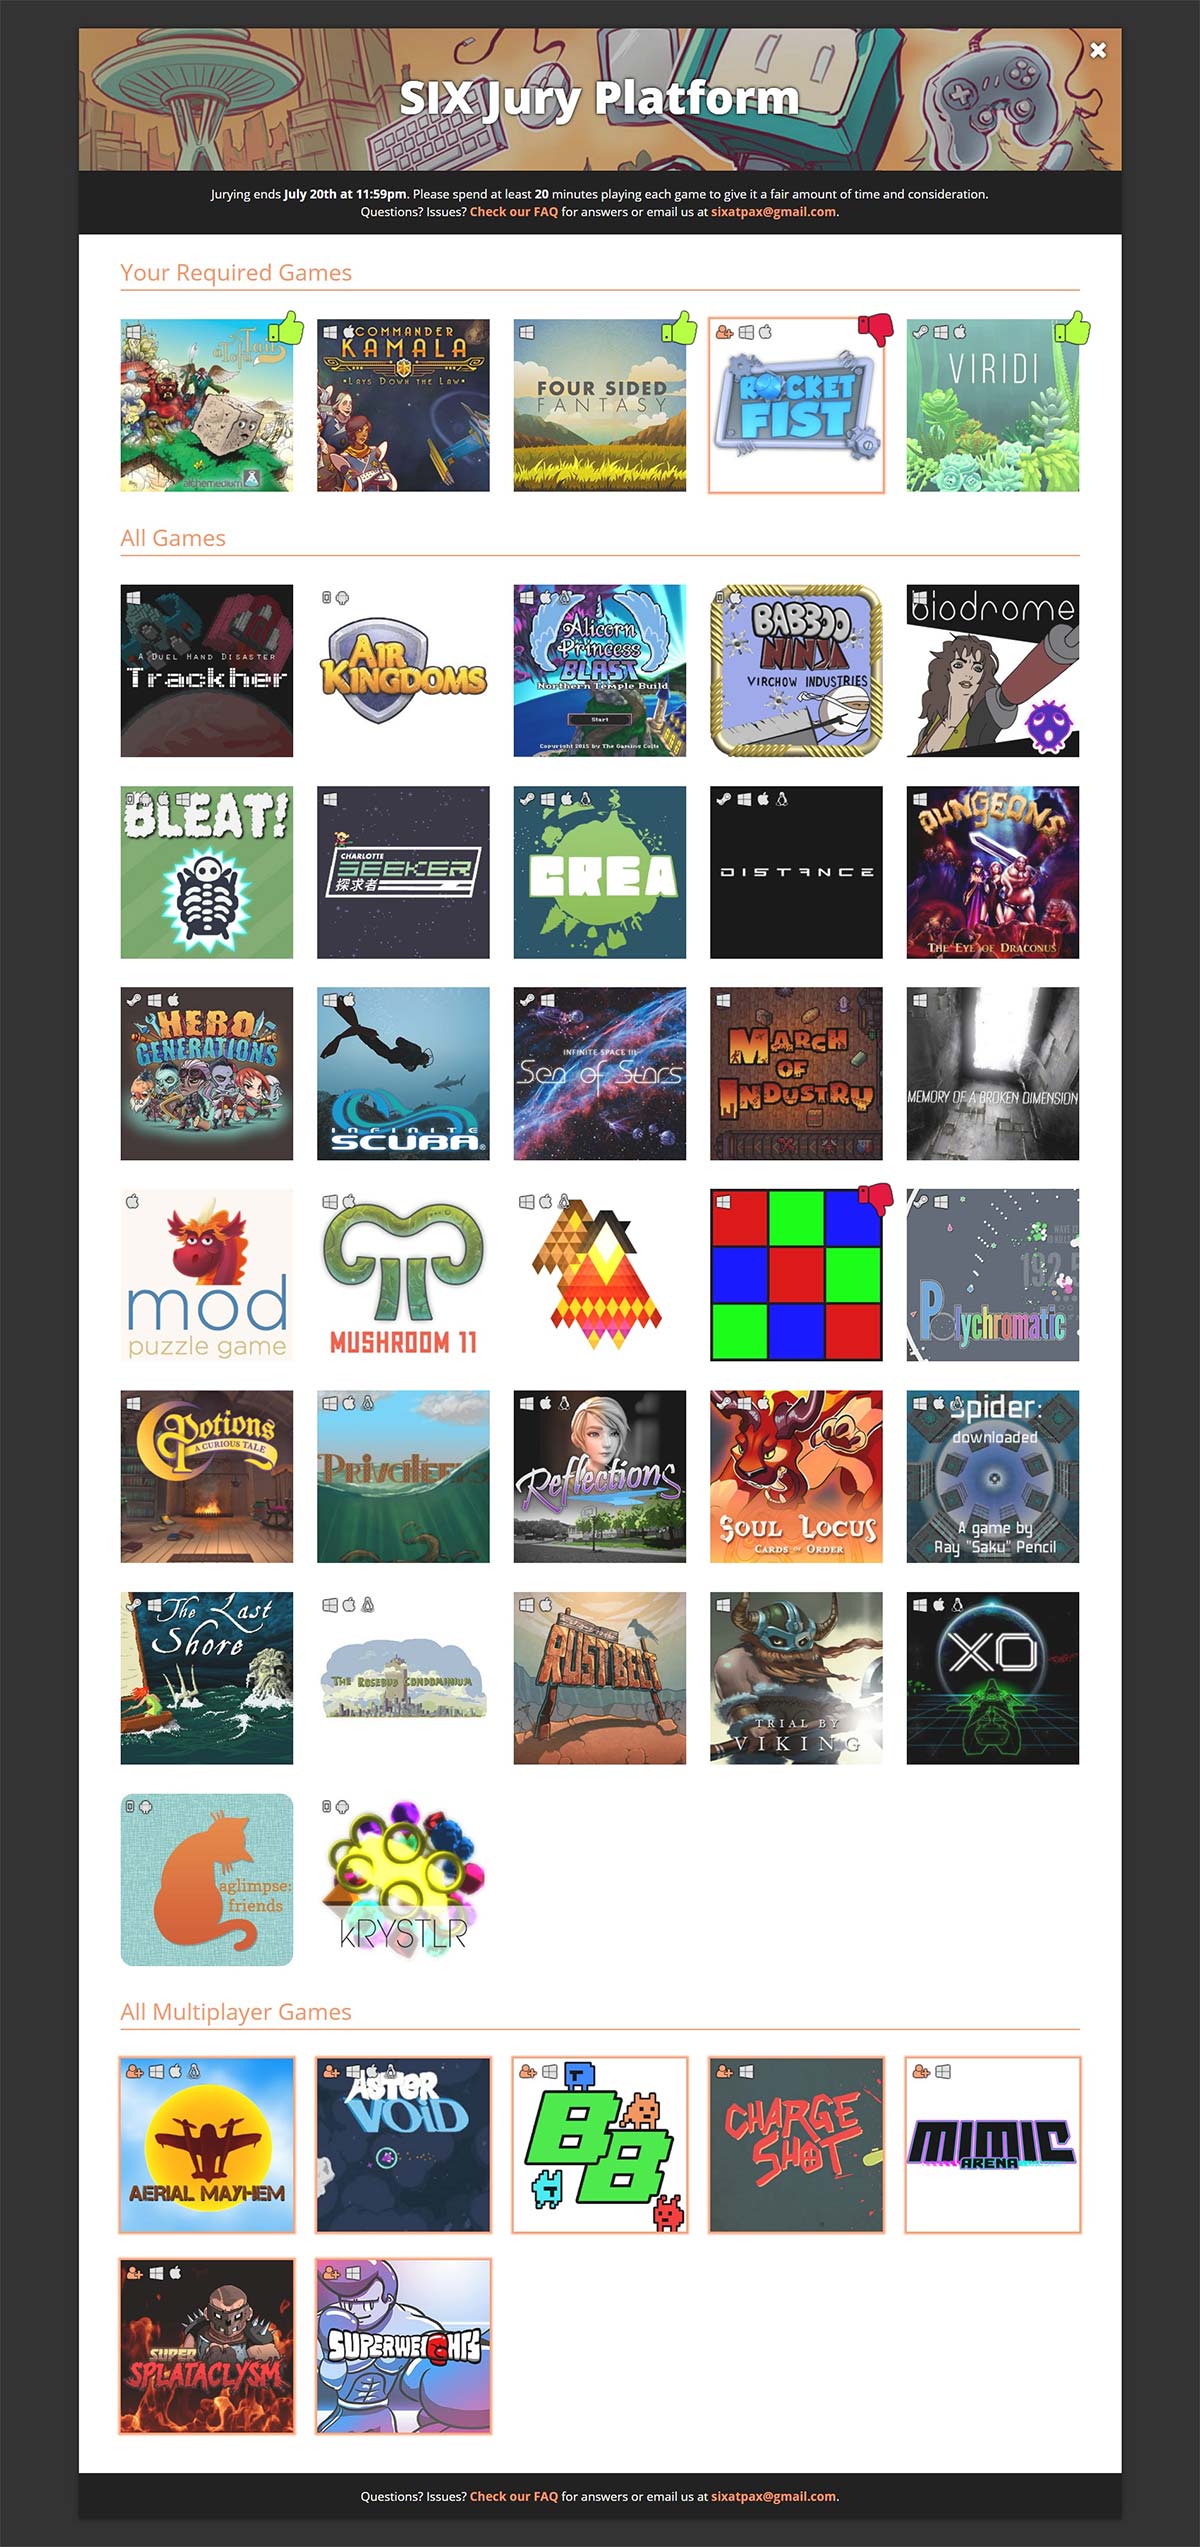 SIX Jury Platform
Jurying ends July 20th at 11:59pm. Please spend at least 20 minutes playing each game to give it a fair amount of time and consideration.
Questions? Issues? Check our FAQ for answers or email us at sixatpax@gmail.com.
Your Required Games
a Tofu Tail
alchemedium
COMMANDER
KAMALA
LAYS DOWN THE LAW
FOUR SIDED
FANTASY
ROCKET
FIST
VIRIDI
All Games
A DUEL HAND DISASTER
Trackher
AIR
KINGDOMS
Alicorn
Princess
BLAST
Northern Temple Build
Start
Copyright 2015 by The Gaming Colts
BABOO
NINJA
VIRCHOW INDUSTRIES
biodrome
BLEAT!
CHARLOTTE
SEEKER
探求者
CREA
DISTANCE
DUNGEONS
THE EYE OF DRACONUS
HERO
GENERATIONS
INFINITE
SCUBA®
INFINITE SPACE III
Sea of Stars
MARCH
OF
INDUSTRY
MEMORY OF A BROKEN DIMENSION
mod
puzzle game
MUSHROOM 11
WAVE 12
192.5
Polychromatic
Potions
A CURIOUS TALE
Privateers
Reflections
SOUL LOCUS
CARDS OF ORDER
Spider:
downloaded
A game by
Ray "Saku" Pencil
The Last
Shore
THE ROSEBUD CONDOMINIUM
RUSTBELT
TRIAL BY
VIKING
XO
aglimpse:
friends
KRYSTLR
All Multiplayer Games
AERIAL MAYHEM
ASTER
VOID
BB
CHARGE
SHOT
MIMIC
ARENA
SUPER
SPLATACLYSM
SUPERWEIGHTS
Questions? Issues? Check our FAQ for answers or email us at sixatpax@gmail.com.